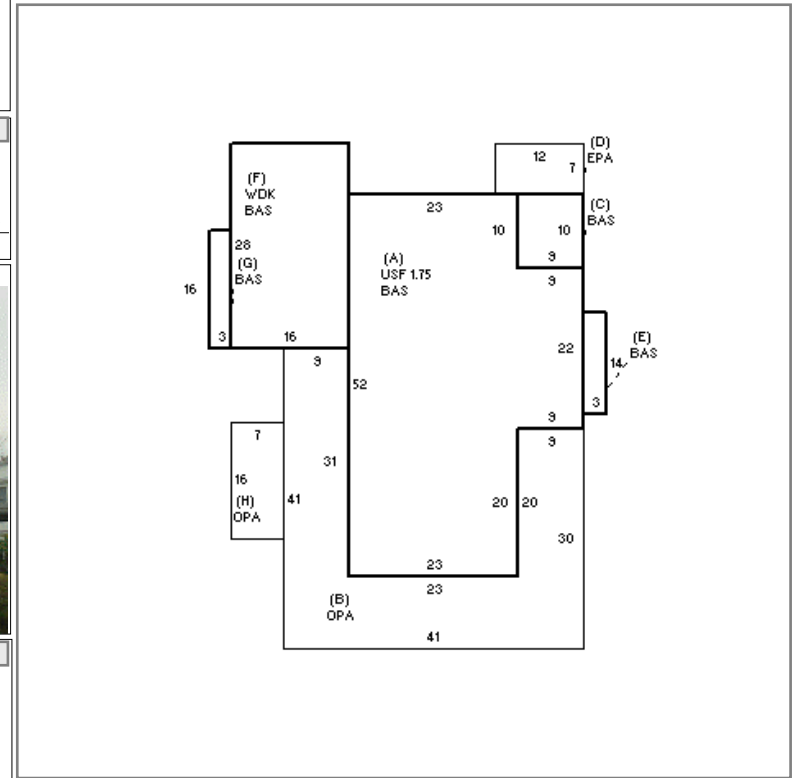 (D)
EPA
12
7
(F)
WDK
BAS
23
10
10
(C)
BAS
28
(G)
BAS
16
3
16
(A)
USF 1.75
BAS
9
9
22
14
(E)
BAS
3
9
52
9
9
7
16
(H)
OPA
31
41
20
20
30
23
23
(B)
OPA
41